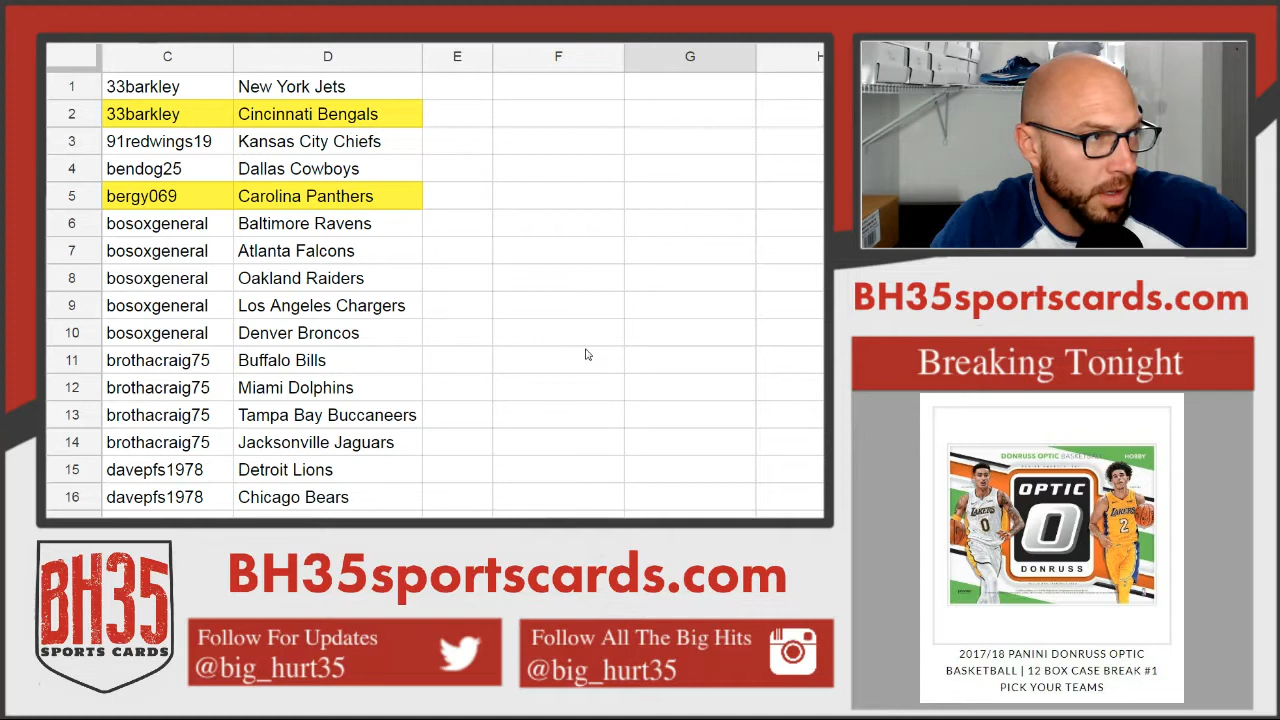 C D E F G H
1 33barkley New York Jets
2 33barkley Cincinnati Bengals
3 91redwings19 Kansas City Chiefs
4 bendog25 Dallas Cowboys
5 bergy069 Carolina Panthers
6 bosoxgeneral Baltimore Ravens
7 bosoxgeneral Atlanta Falcons
8 bosoxgeneral Oakland Raiders
9 bosoxgeneral Los Angeles Chargers
10 bosoxgeneral Denver Broncos
11 brothacraig75 Buffalo Bills
12 brothacraig75 Miami Dolphins
13 brothacraig75 Tampa Bay Buccaneers
14 brothacraig75 Jacksonville Jaguars
15 davepfs1978 Detroit Lions
16 davepfs1978 Chicago Bears
BH35sportscards.com
Breaking Tonight
DONRUSS OPTIC BASKETBALL HOBBY
OPTIC
DONRUSS
LAKERS
0
LAKERS
2
2017/18 PANINI DONRUSS OPTIC
BASKETBALL | 12 BOX CASE BREAK #1
PICK YOUR TEAMS
BH35
SPORTS CARDS
BH35sportscards.com
Follow For Updates
@big_hurt35
Follow All The Big Hits
@big_hurt35